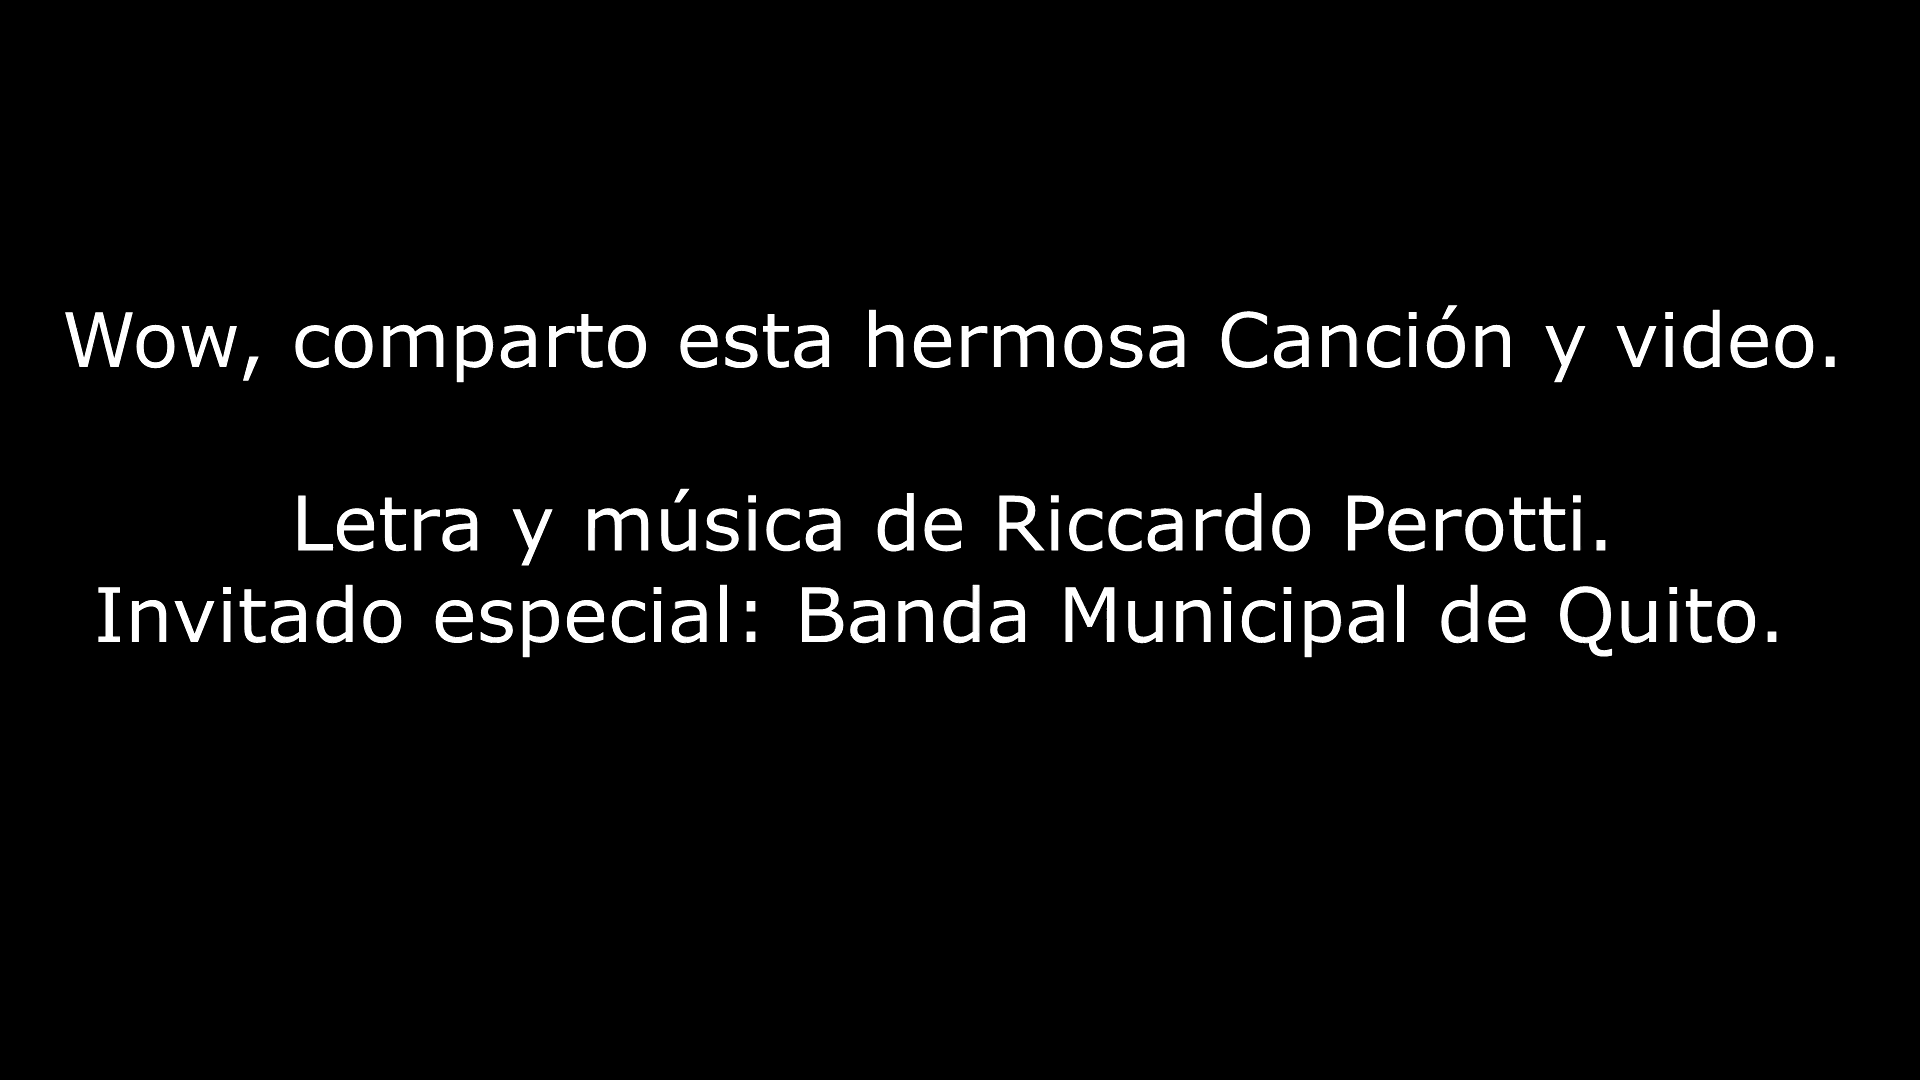 Wow, comparto esta hermosa Canción y video.
Letra y música de Riccardo Perotti.
Invitado especial: Banda Municipal de Quito.